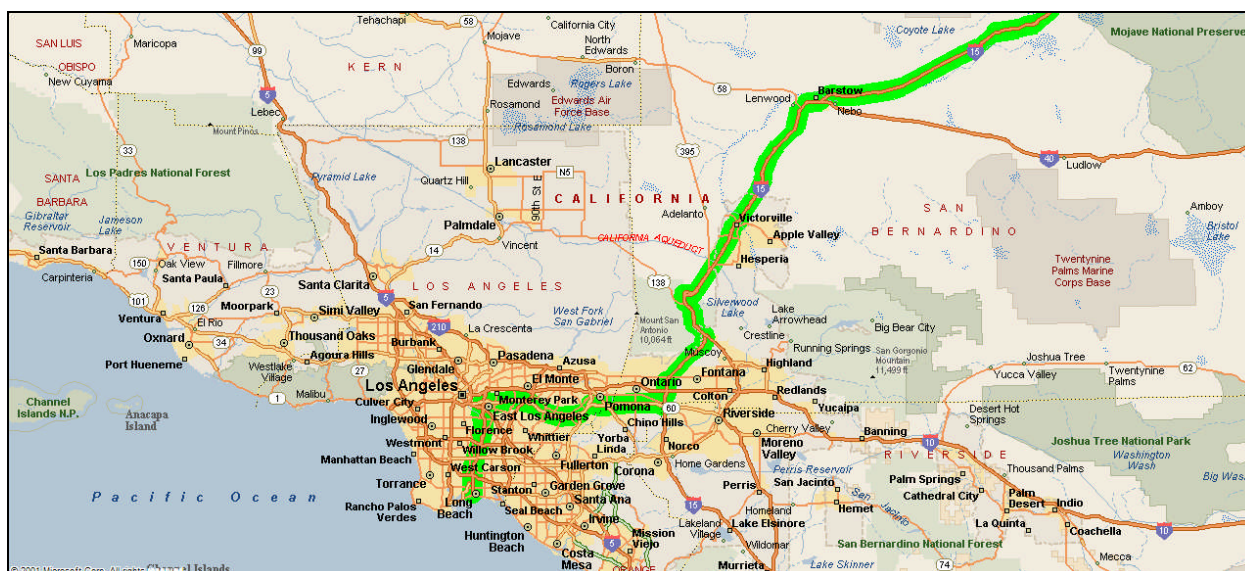 Tehachapi
58
California City
Coyote Lake
SAN LUIS
OBISPO
Maricopa
99
Mojave
58
North
Edwards
15
Mojave National Preserve
KERN
Boron
New Cuyama
5
Edwards
Rogers Lake
Barstow
Lebec
Rosamond
Edwards Air
Force Base
Lenwood
Nebo
Mount Pinos
Rosamond Lake
138
33
395
40
Ludlow
Los Padres National Forest
Lancaster
SANTA
BARBARA
Pyramid Lake
Quartz Hill
90th St E
N5
CALIFORNIA
15
SAN
BERNARDINO
Amboy
Gibraltar
Reservoir
Jameson
Lake
Adelanto
Victorville
Bristol
Lake
VENTURA
Palmdale
Vincent
14
CALIFORNIA AQUEDUCT
Apple Valley
Santa Barbara
150
Oak View
Fillmore
Hesperia
Twentynine
Palms Marine
Corps Base
Carpinteria
Santa Paula
Santa Clarita
LOS ANGELES
138
101
126
23
5
San Fernando
Silverwood
Lake
Moorpark
Simi Valley
West Fork
San Gabriel
Mount San
Antonio
10,064 ft
Lake
Arrowhead
Big Bear City
Ventura
El Rio
210
La Crescenta
Crestline
Oxnard
34
Thousand Oaks
Burbank
Pasadena
Muscoy
Running Springs
San Gorgonio
Mountain
11,499 ft
Joshua Tree
62
Port Hueneme
Agoura Hills
Glendale
Azusa
Highland
Yucca Valley
Twentynine
Palms
Westlake
Village
27
Los Angeles
El Monte
Ontario
Fontana
Redlands
Channel
Islands N.P.
1
Malibu
Culver City
Monterey Park
Pomona
Colton
Yucaipa
Anacapa
Island
Inglewood
East Los Angeles
60
Chino Hills
Riverside
Desert Hot
Springs
Florence
Cherry Valley
Banning
Westmont
Willow Brook
Whittier
Yorba
Linda
Norco
Moreno
Valley
10
Joshua Tree National Park
Manhattan Beach
Fullerton
RIVERSIDE
Washington
Wash
West Carson
Corona
Home Gardens
Perris Reservoir
Thousand Palms
Torrance
Stanton
Garden Grove
San Jacinto
Palm Springs
Big Wa
Pacific Ocean
Rancho Palos
Verdes
Long
Beach
Seal Beach
Santa Ana
15
Perris
Cathedral City
Palm
Desert
Indio
Homeland
San Jacinto
Hemet
Huntington
Beach
Irvine
Lakeland
Village
Lake Elsinore
La Quinta
Coachella
10
5
Mission
Viejo
Wildomar
San Bernardino National Forest
Costa
Mesa
ORANGE
Murrieta
Lake Skinner
74
Mecca
© 2001 Microsoft Corp. All rights
Channel Islands